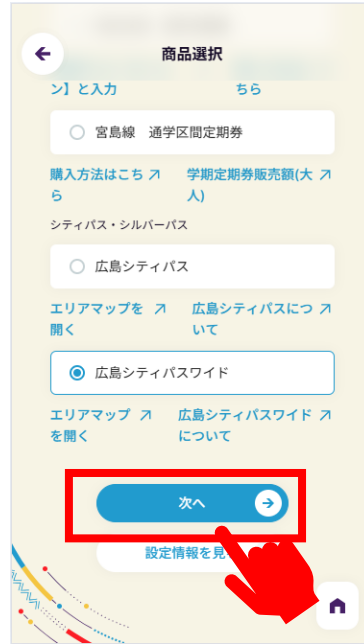 商品選択
ン】と入力
ちら
宮島線 通学区間定期券
購入方法はこち
ら
学期定期券販売額(大
人)
シティパス・シルバーパス
広島シティパス
エリアマップを
開く
広島シティパスにつ
いて
広島シティパスワイド
エリアマップ
を開く
広島シティパスワイド
について
次へ
設定情報を見